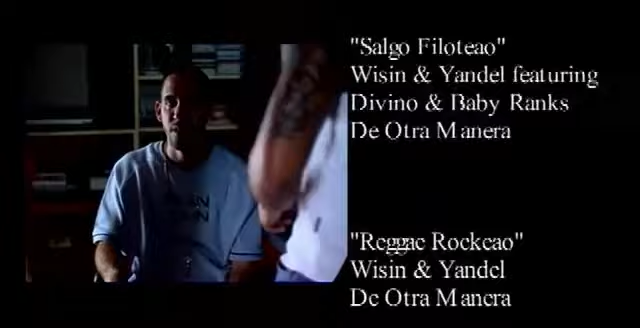 "Salgo Filoteao"
Wisin & Yandel featuring
Divino & Baby Ranks
De Otra Manera
"Reggae Rockeao"
Wisin & Yandel
De Otra Manera